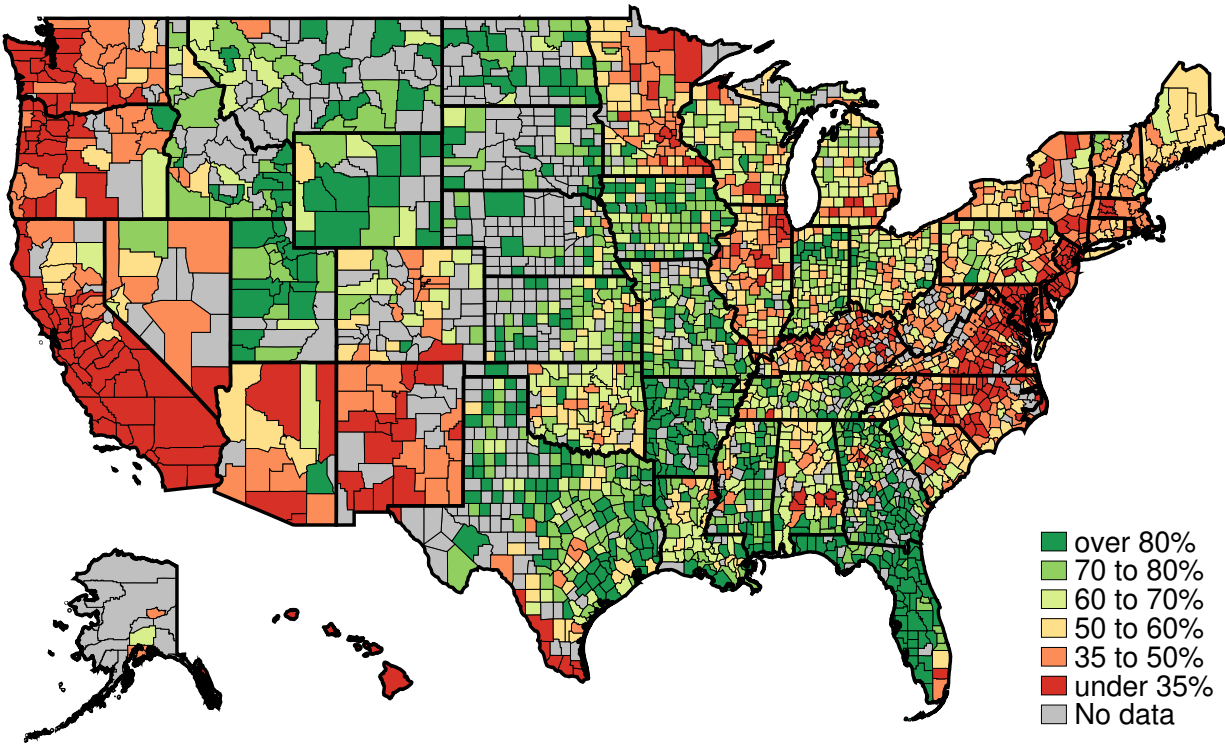 over 80%
70 to 80%
60 to 70%
50 to 60%
35 to 50%
under 35%
No data